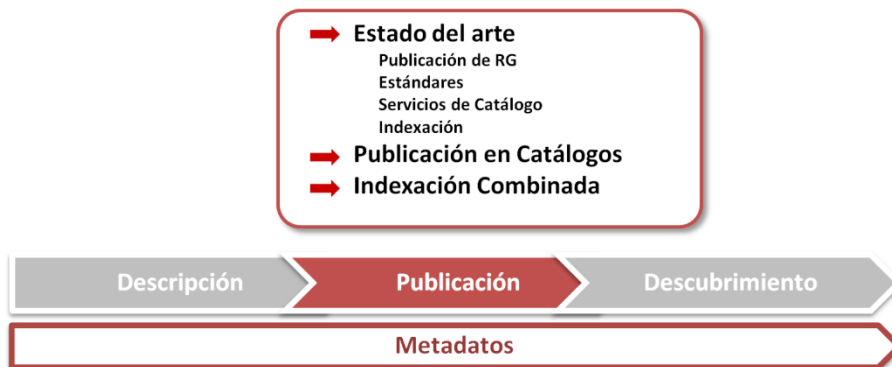 Estado del arte
Publicación de RG
Estándares
Servicios de Catálogo
Indexación
Publicación en Catálogos
Indexación Combinada
Descripción
Publicación
Descubrimiento
Metadatos